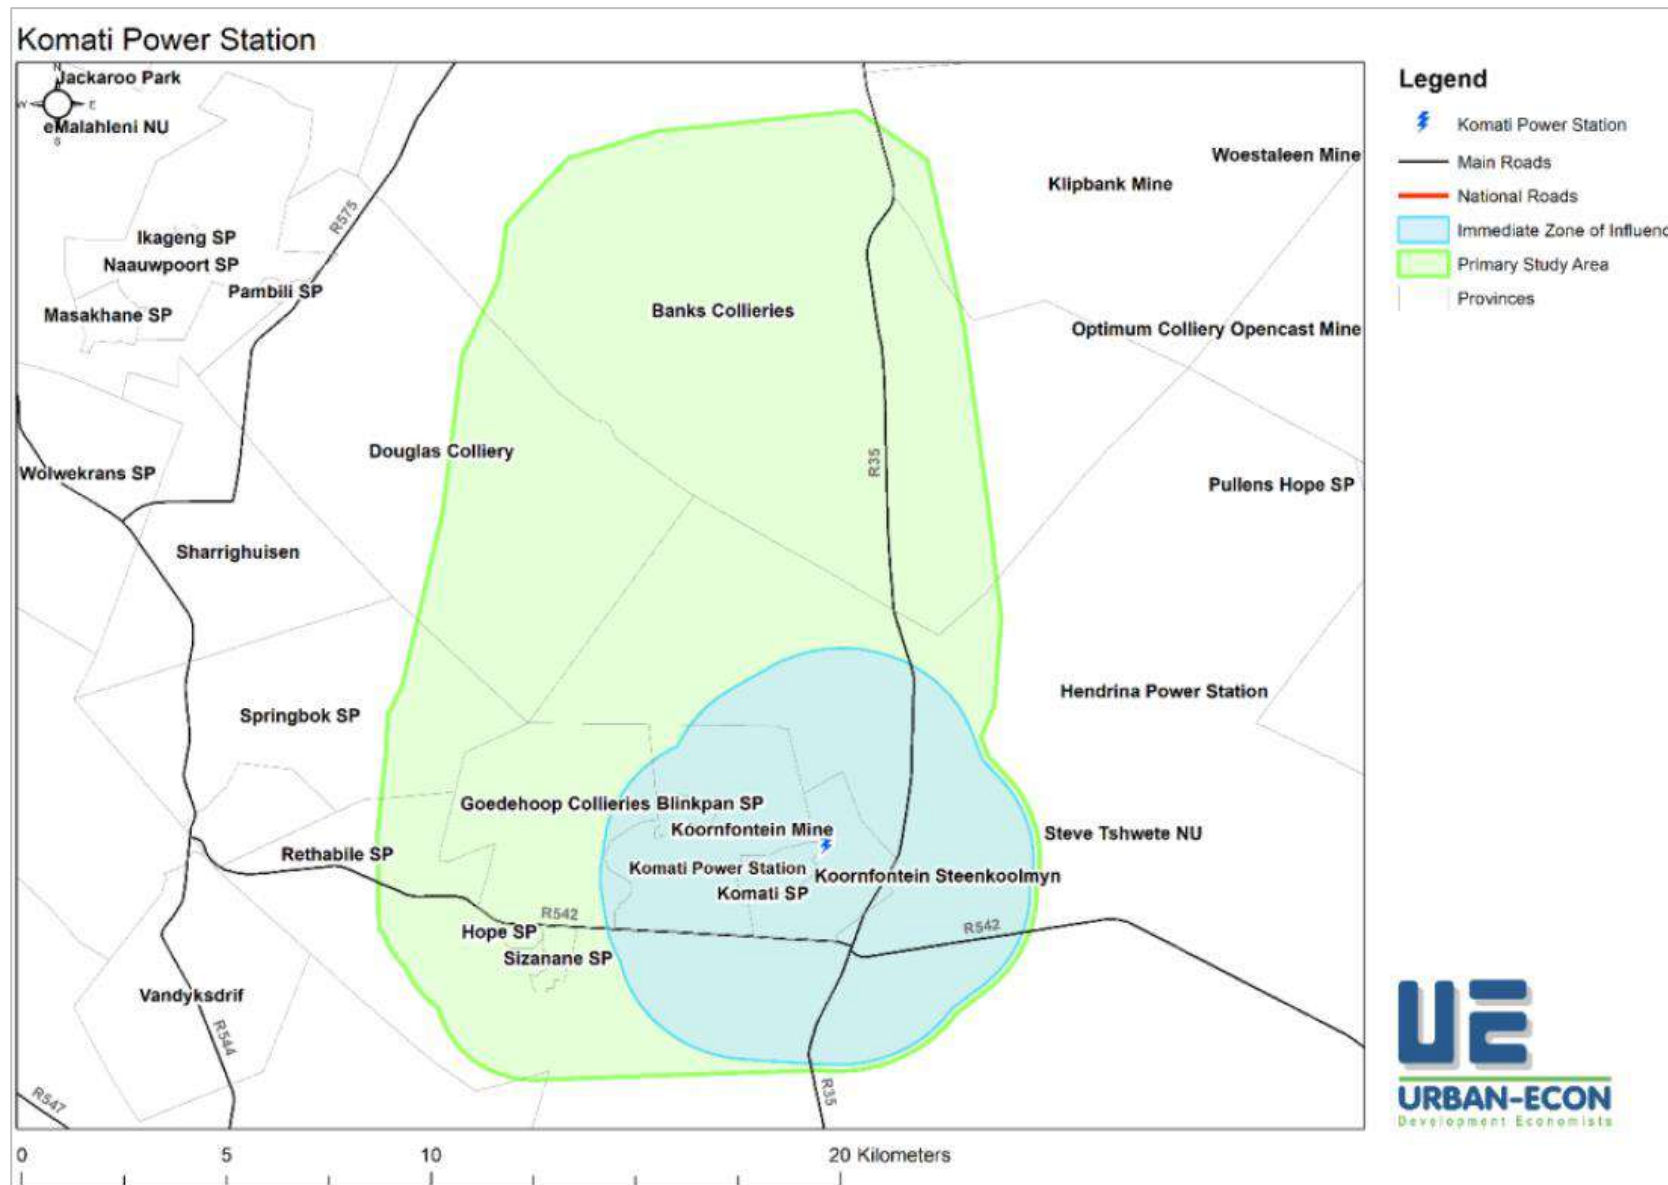 Komati Power Station
N
Jackaroo Park
W E
eMalahleni NU
S
R575
Woestaleen Mine
Klipbank Mine
Ikageng SP
Naauwpoort SP
Pambili SP
Masakhane SP
Banks Collieries
Optimum Colliery Opencast Mine
Douglas Colliery
R35
Wolwekrans SP
Pullens Hope SP
Sharrighuisen
Hendrina Power Station
Springbok SP
Goedehoop Collieries Blinkpan SP
Koornfontein Mine
Steve Tshwete NU
Rethabile SP
Komati Power Station
Koornfontein Steenkoolmyn
Komati SP
R542
R542
Hope SP
Sizanane SP
Vandyksdrif
R544
R547
R35
0 5 10 20 Kilometers
Legend
Komati Power Station
Main Roads
National Roads
Immediate Zone of Influenc
Primary Study Area
Provinces
UE
URBAN-ECON
Development Economists